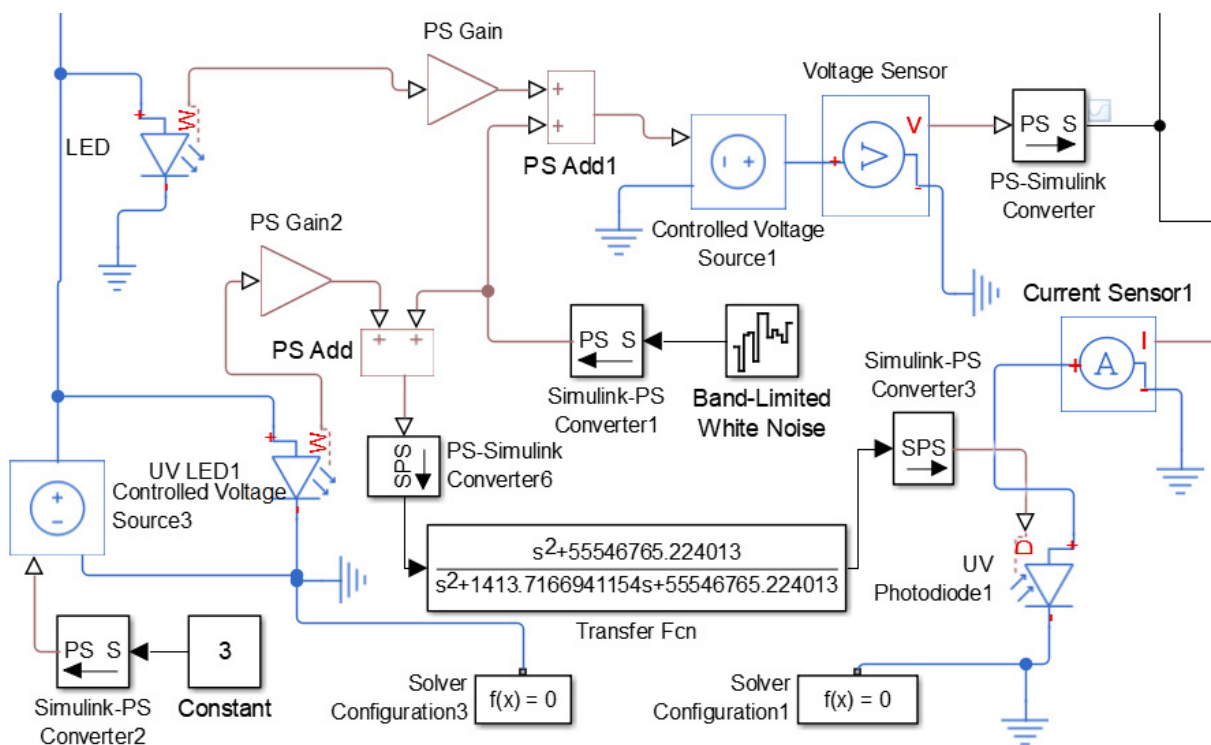 PS Gain
+
+
PS Add1
Voltage Sensor
V
V
+
-
PS S
PS-Simulink
Converter
LED
+
W
-
Controlled Voltage
Source1
- +
PS Gain2
PS Add
+ +
PS S
Simulink-PS
Converter1
Band-Limited
White Noise
Current Sensor1
I
A
+
-
Simulink-PS
Converter3
SPS
UV LED1
+
W
-
Controlled Voltage
Source3
+
-
SPS
PS-Simulink
Converter6
s2+55546765.224013
s2+1413.7166941154s+55546765.224013
Transfer Fcn
D
+
-
UV
Photodiode1
PS S
Simulink-PS
Converter2
3
Constant
Solver
Configuration3
f(x) = 0
Solver
Configuration1
f(x) = 0